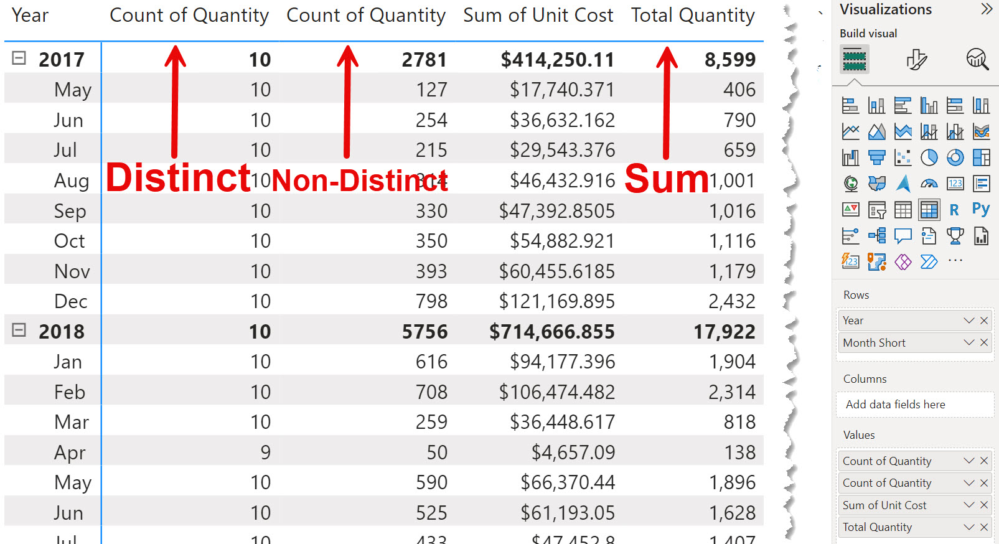 Year Count of Quantity Count of Quantity Sum of Unit Cost Total Quantity
2017 10 2781 $414,250.11 8,599
May 10 127 $17,740.371 406
Jun 10 254 $36,632.162 790
Jul 10 215 $29,543.376 659
Aug 10 314 $46,432.916 1,001
Distinct Non-Distinct Sum
Sep 10 330 $47,392.8505 1,016
Oct 10 350 $54,882.921 1,116
Nov 10 393 $60,455.6185 1,179
Dec 10 798 $121,169.895 2,432
2018 10 5756 $714,666.855 17,922
Jan 10 616 $94,177.396 1,904
Feb 10 708 $106,474.482 2,314
Mar 10 259 $36,448.617 818
Apr 9 50 $4,657.09 138
May 10 590 $66,370.44 1,896
Jun 10 525 $61,193.05 1,628
Jul 10 433 $47,452.8 1,407
Visualizations
Build visual
123
R Py
123
...
Rows
Year
Month Short
Columns
Add data fields here
Values
Count of Quantity
Count of Quantity
Sum of Unit Cost
Total Quantity